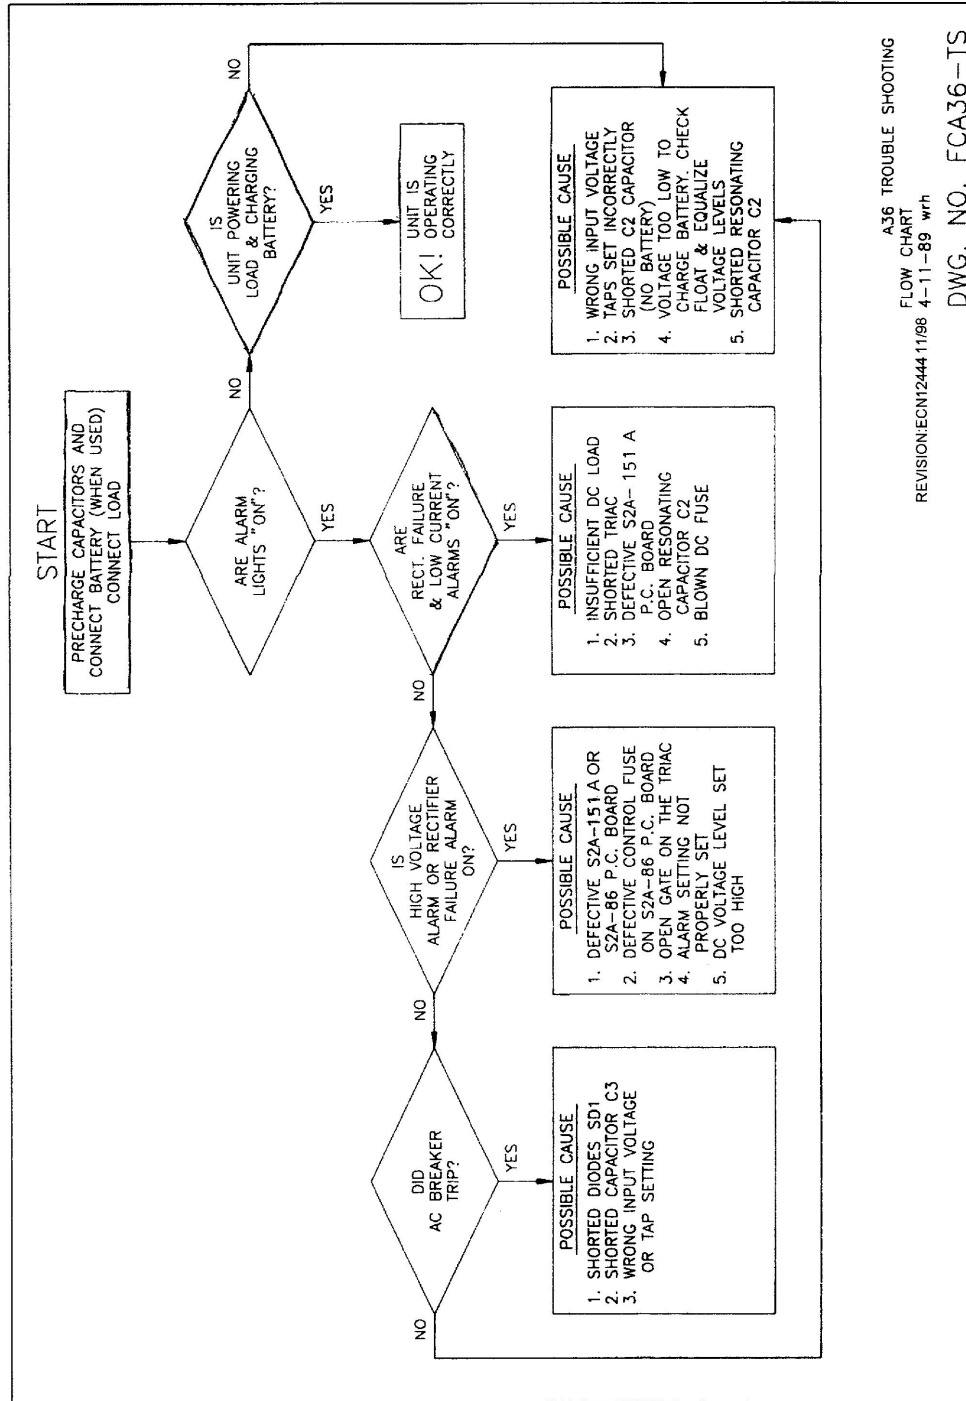 START
PRECHARGE CAPACITORS AND
CONNECT BATTERY (WHEN USED)
CONNECT LOAD
ARE ALARM
LIGHTS "ON"?
NO
YES
IS
UNIT POWERING
LOAD & CHARGING
BATTERY?
NO
YES
OK!
UNIT IS
OPERATING
CORRECTLY
ARE
RECT. FAILURE
& LOW CURRENT
ALARMS "ON"?
NO
YES
IS
HIGH VOLTAGE
ALARM OR RECTIFIER
FAILURE ALARM
ON?
NO
YES
DID
AC BREAKER
TRIP?
NO
YES
POSSIBLE CAUSE
1. SHORTED DIODES SD1
2. SHORTED CAPACITOR C3
3. WRONG INPUT VOLTAGE
OR TAP SETTING
POSSIBLE CAUSE
1. DEFECTIVE S2A-151 A OR
S2A-86 P.C. BOARD
2. DEFECTIVE CONTROL FUSE
ON S2A-86 P.C. BOARD
3. OPEN GATE ON THE TRIAC
4. ALARM SETTING NOT
PROPERLY SET
5. DC VOLTAGE LEVEL SET
TOO HIGH
POSSIBLE CAUSE
1. INSUFFICIENT DC LOAD
2. SHORTED TRIAC
3. DEFECTIVE S2A- 151 A
P.C. BOARD
4. OPEN RESONATING
CAPACITOR C2
5. BLOWN DC FUSE
POSSIBLE CAUSE
1. WRONG INPUT VOLTAGE
2. TAPS SET INCORRECTLY
3. SHORTED C2 CAPACITOR
(NO BATTERY)
4. VOLTAGE TOO LOW TO
CHARGE BATTERY. CHECK
FLOAT & EQUALIZE
VOLTAGE LEVELS
5. SHORTED RESONATING
CAPACITOR C2
A36 TROUBLE SHOOTING
FLOW CHART
REVISION:ECN12444 11/98 4-11-89 wrh
DWG. NO. FCA36-TS